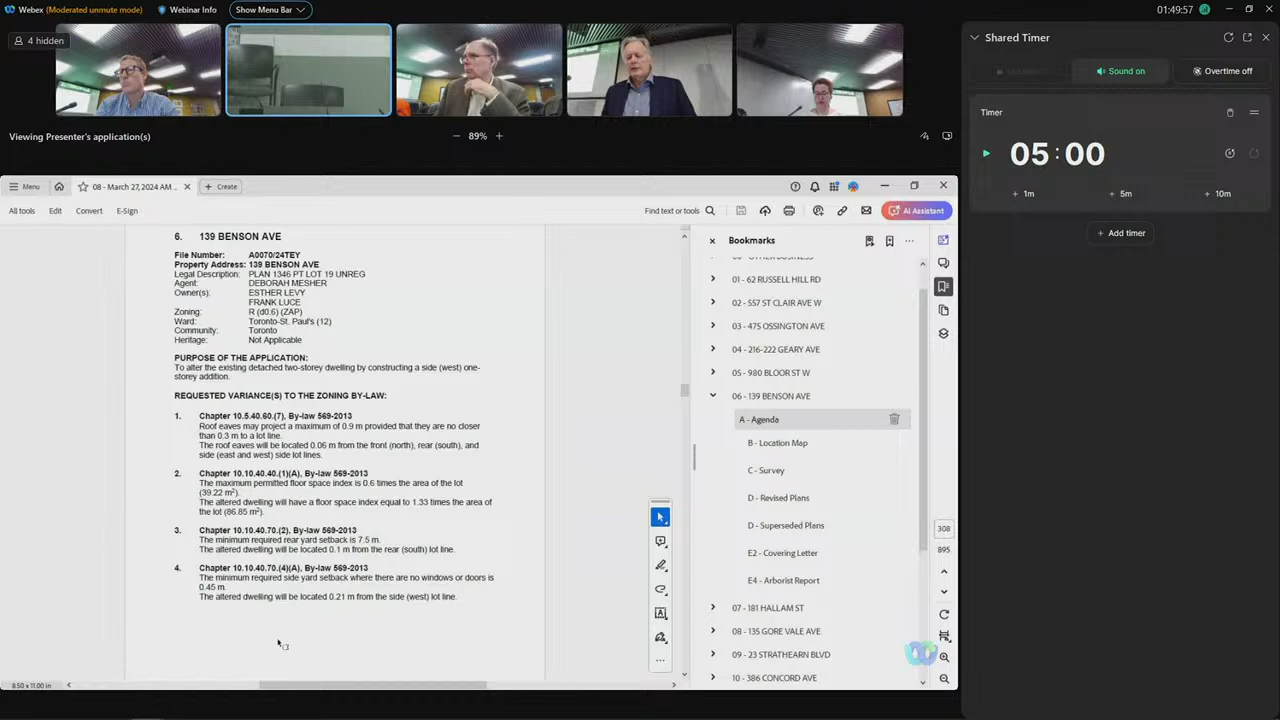 Webex (Moderated unmute mode) Webinar Info Show Menu Bar 01:49:57
4 hidden
Viewing Presenter's application(s) 89%
Menu 08 - March 27, 2024 AM ... Create
All tools Edit Convert E-Sign Find text or tools AI Assistant
6. 139 BENSON AVE
File Number: A0070/24TEY
Property Address: 139 BENSON AVE
Legal Description: PLAN 1346 PT LOT 19 UNREG
Agent: DEBORAH MESHER
Owner(s): ESTHER LEVY
FRANK LUCE
Zoning: R (d0.6) (ZAP)
Ward: Toronto-St. Paul's (12)
Community: Toronto
Heritage: Not Applicable
PURPOSE OF THE APPLICATION:
To alter the existing detached two-storey dwelling by constructing a side (west) one-
storey addition.
REQUESTED VARIANCE(S) TO THE ZONING BY-LAW:
1. Chapter 10.5.40.60.(7), By-law 569-2013
Roof eaves may project a maximum of 0.9 m provided that they are no closer
than 0.3 m to a lot line.
The roof eaves will be located 0.06 m from the front (north), rear (south), and
side (east and west) side lot lines.
2. Chapter 10.10.40.40.(1)(A), By-law 569-2013
The maximum permitted floor space index is 0.6 times the area of the lot
(39.22 m²).
The altered dwelling will have a floor space index equal to 1.33 times the area of
the lot (86.85 m²).
3. Chapter 10.10.40.70.(2), By-law 569-2013
The minimum required rear yard setback is 7.5 m.
The altered dwelling will be located 0.1 m from the rear (south) lot line.
4. Chapter 10.10.40.70.(4)(A), By-law 569-2013
The minimum required side yard setback where there are no windows or doors is
0.45 m.
The altered dwelling will be located 0.21 m from the side (west) lot line.
8.50 x 11.00 in
Bookmarks
01 - 62 RUSSELL HILL RD
02 - 557 ST CLAIR AVE W
03 - 475 OSSINGTON AVE
04 - 216-222 GEARY AVE
05 - 980 BLOOR ST W
06 - 139 BENSON AVE
A - Agenda
B - Location Map
C - Survey
D - Revised Plans
D - Superseded Plans
E2 - Covering Letter
E4 - Arborist Report
07 - 181 HALLAM ST
08 - 135 GORE VALE AVE
09 - 23 STRATHEARN BLVD
10 - 386 CONCORD AVE
308
895
Shared Timer
Sound on Overtime off
Timer
05:00
+ 1m + 5m + 10m
+ Add timer